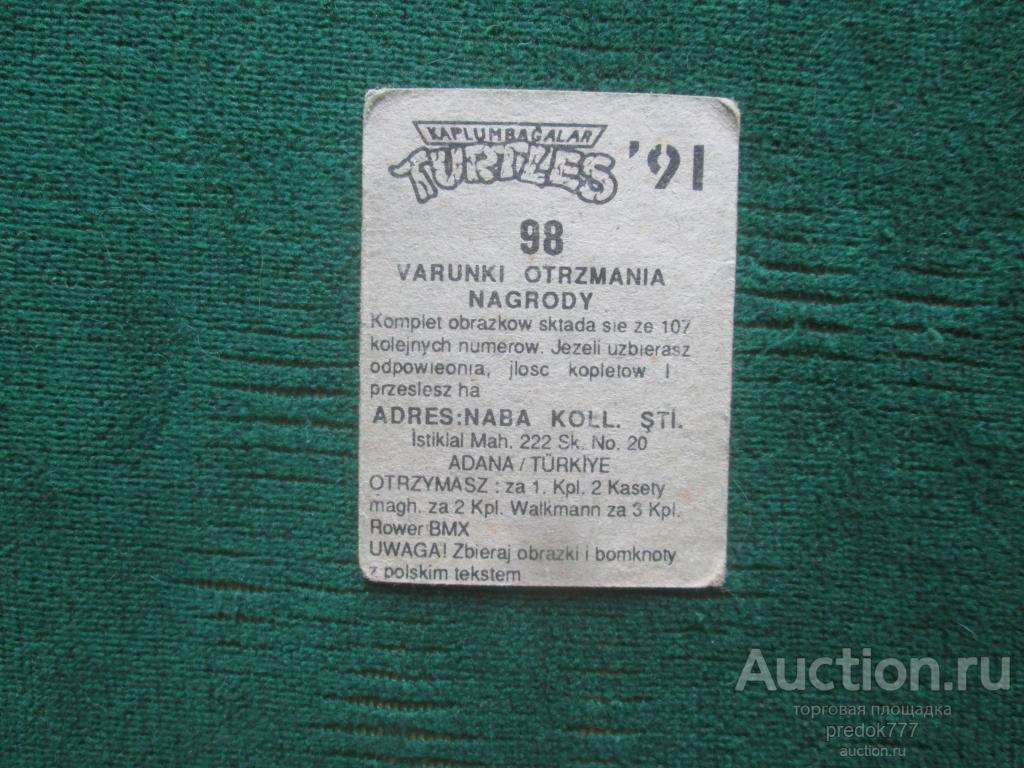 KAPLUMBAĞALAR
TURTLES '91
98
VARUNKI OTRZMANIA
NAGRODY
Komplet obrazkow sktada sie ze 107
kolejnych numerow. Jezeli uzbierasz
odpowieonia, jlosc kopletow I
przeslesz ha
ADRES:NABA KOLL. ŞTİ.
İstiklal Mah. 222 Sk. No. 20
ADANA / TÜRKİYE
OTRZYMASZ : za 1. Kpl. 2 Kasety
magh. za 2 Kpl. Walkmann za 3 Kpl.
Rower BMX
UWAGA! Zbieraj obrazki i bomknoty
z polskim tekstem
Auction.ru
торговая площадка
predok777
auction.ru